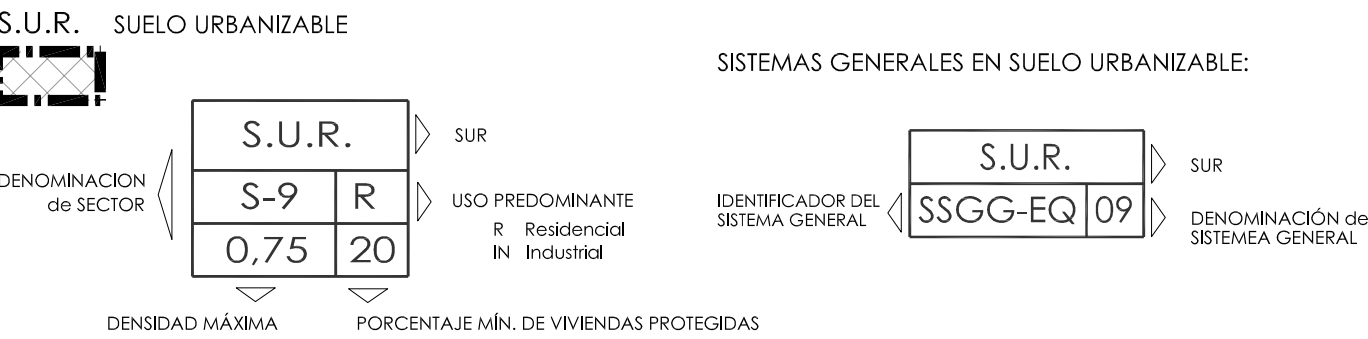 S.U.R. SUELO URBANIZABLE
S.U.R.
SUR
DENOMINACION
de SECTOR
S-9 R
USO PREDOMINANTE
R Residencial
IN Industrial
0,75 20
DENSIDAD MÁXIMA
PORCENTAJE MÍN. DE VIVIENDAS PROTEGIDAS
SISTEMAS GENERALES EN SUELO URBANIZABLE:
S.U.R.
SUR
IDENTIFICADOR DEL
SISTEMA GENERAL
SSGG-EQ 09
DENOMINACIÓN de
SISTEMEA GENERAL